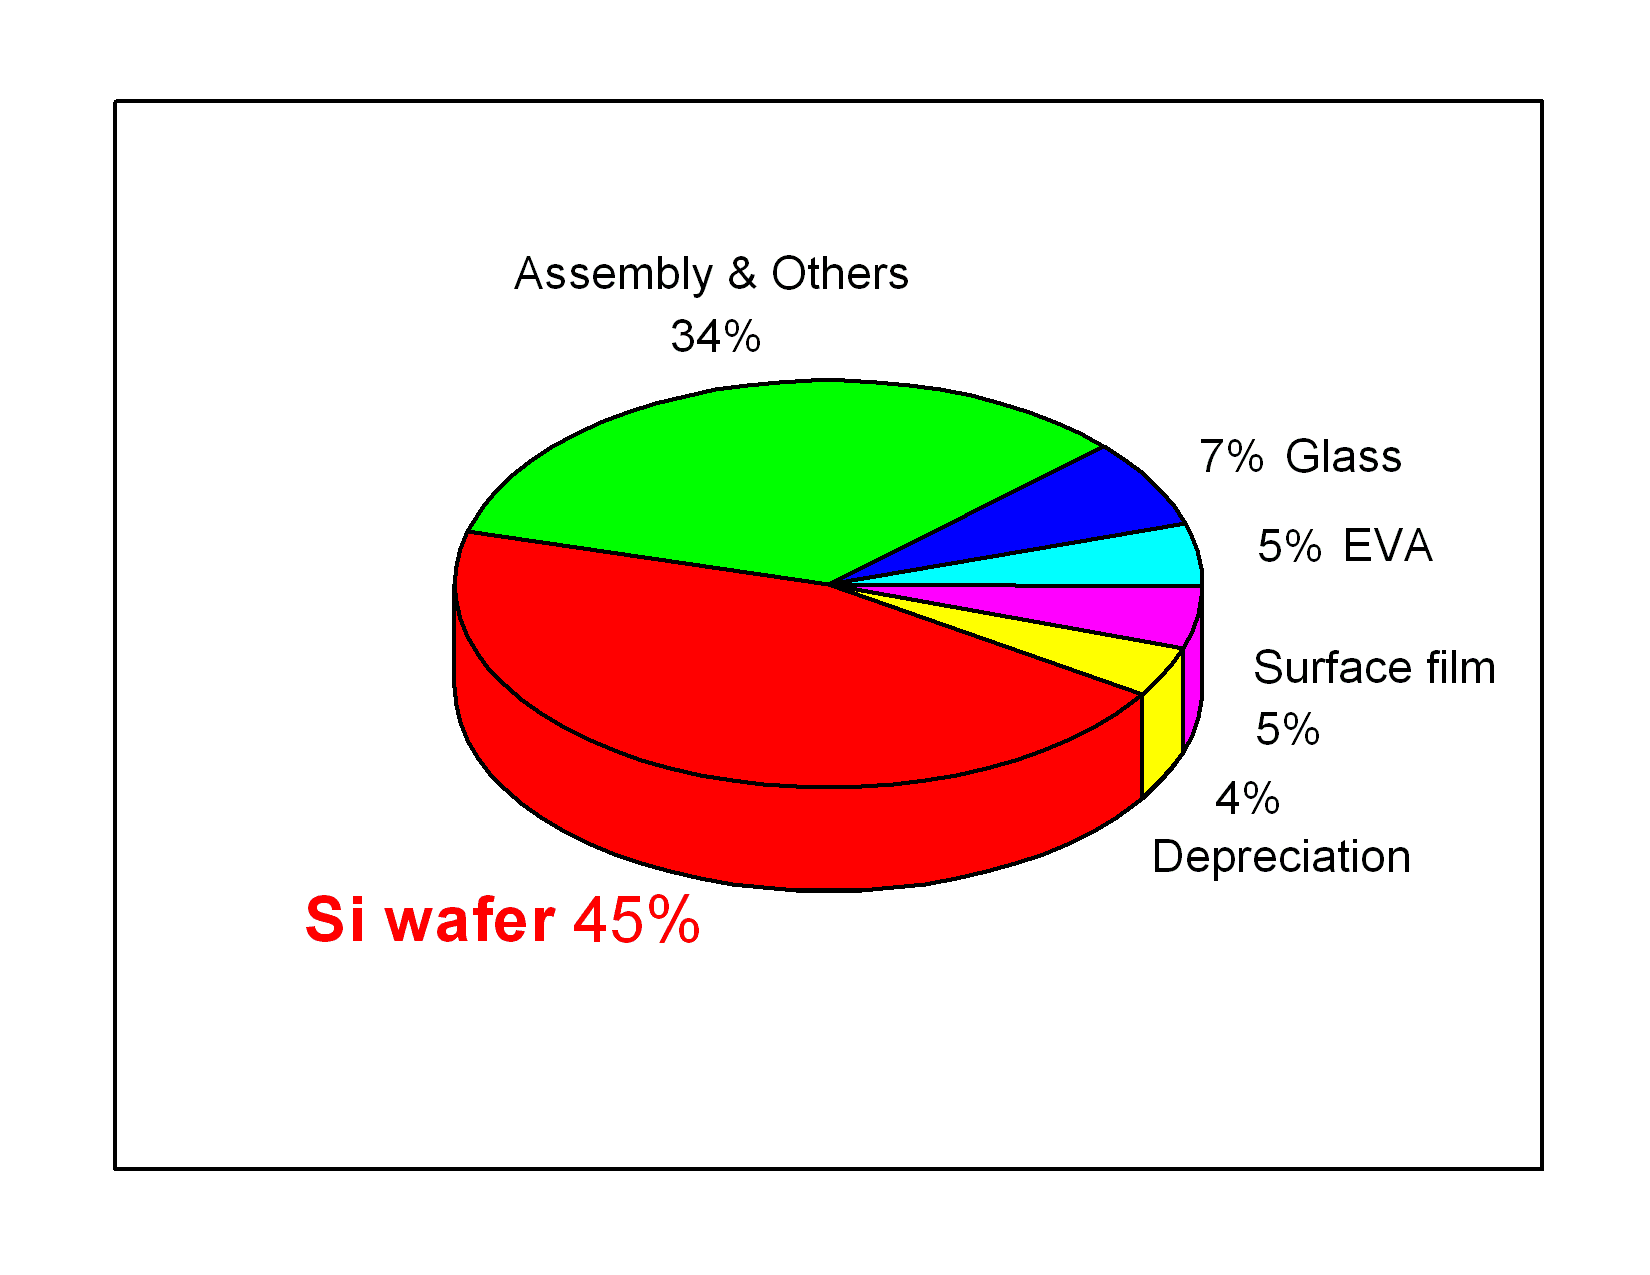 Assembly & Others
34%
7% Glass
5% EVA
Surface film
5%
4%
Depreciation
Si wafer 45%